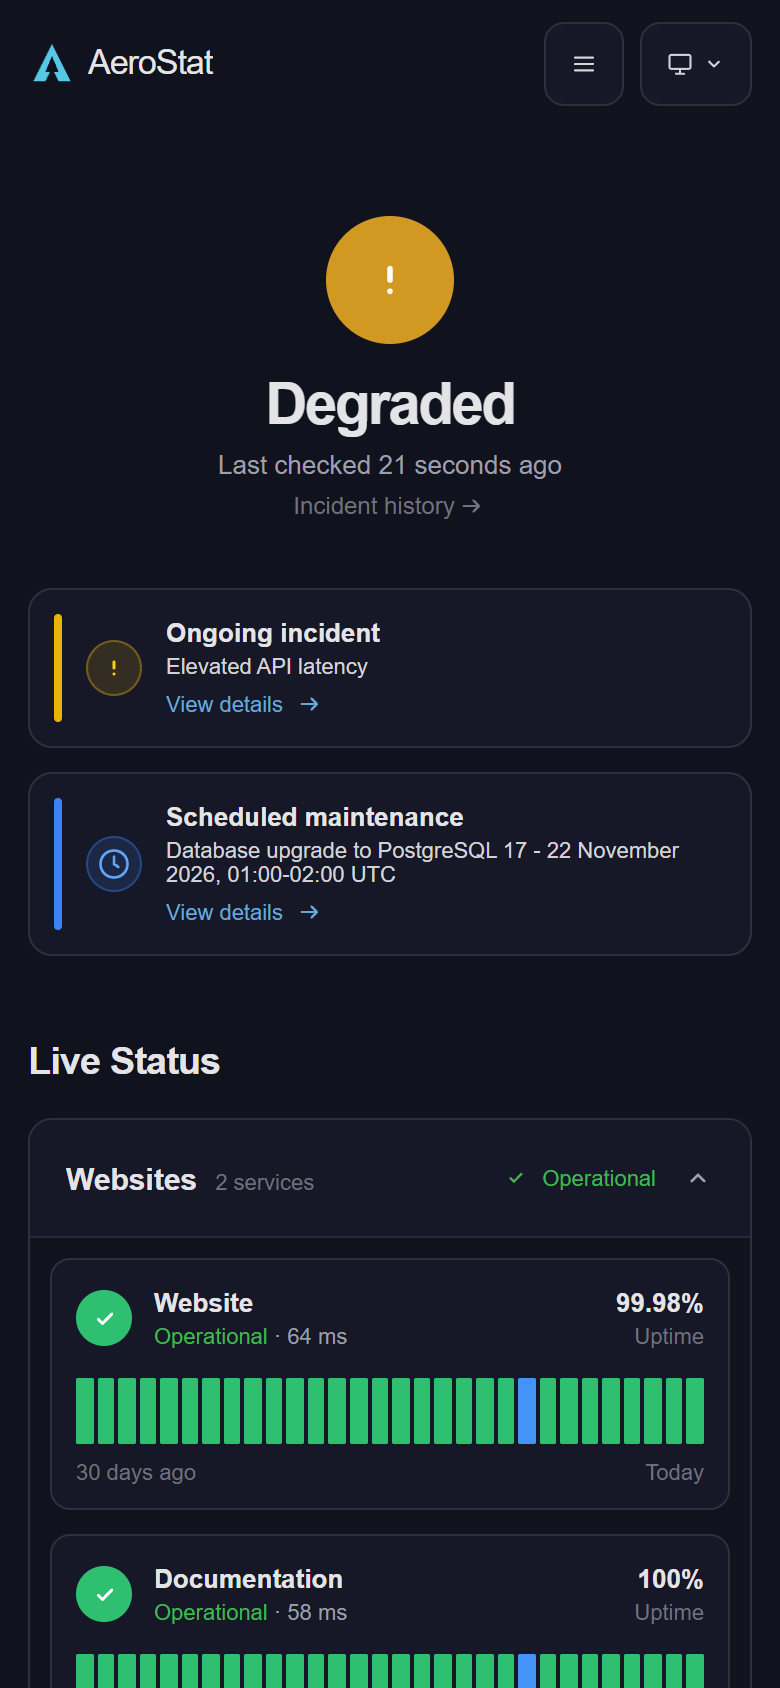 AeroStat
Degraded
Last checked 21 seconds ago
Incident history →
Ongoing incident
Elevated API latency
View details →
Scheduled maintenance
Database upgrade to PostgreSQL 17 - 22 November
2026, 01:00-02:00 UTC
View details →
Live Status
Websites 2 services Operational
Website 99.98%
Operational · 64 ms Uptime
30 days ago Today
Documentation 100%
Operational · 58 ms Uptime